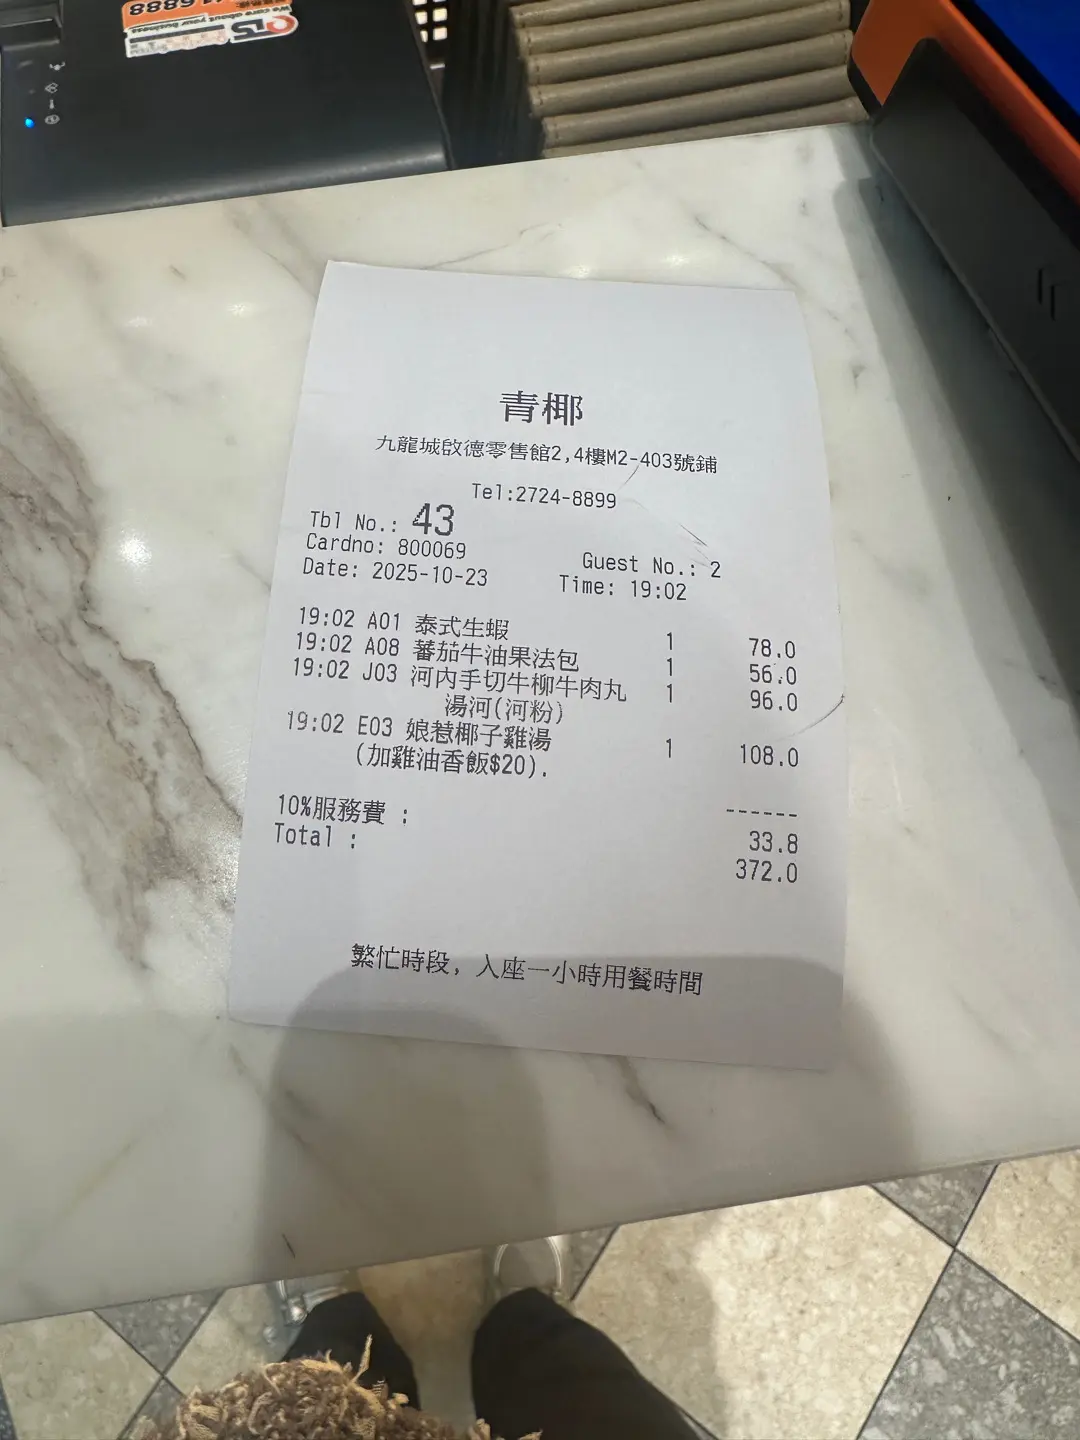 We care about your business
青椰
九龍城啟德零售館2,4樓M2-403號鋪
Tel:2724-8899
Tbl No.: 43
Cardno: 800069 Guest No.: 2
Date: 2025-10-23 Time: 19:02
19:02 A01 泰式生蝦 1 78.0
19:02 A08 蕃茄牛油果法包 1 56.0
19:02 J03 河內手切牛柳牛肉丸 1 96.0
湯河(河粉)
19:02 E03 娘惹椰子雞湯 1 108.0
(加雞油香飯$20).
------
10%服務費 : 33.8
Total : 372.0
繁忙時段, 入座一小時用餐時間